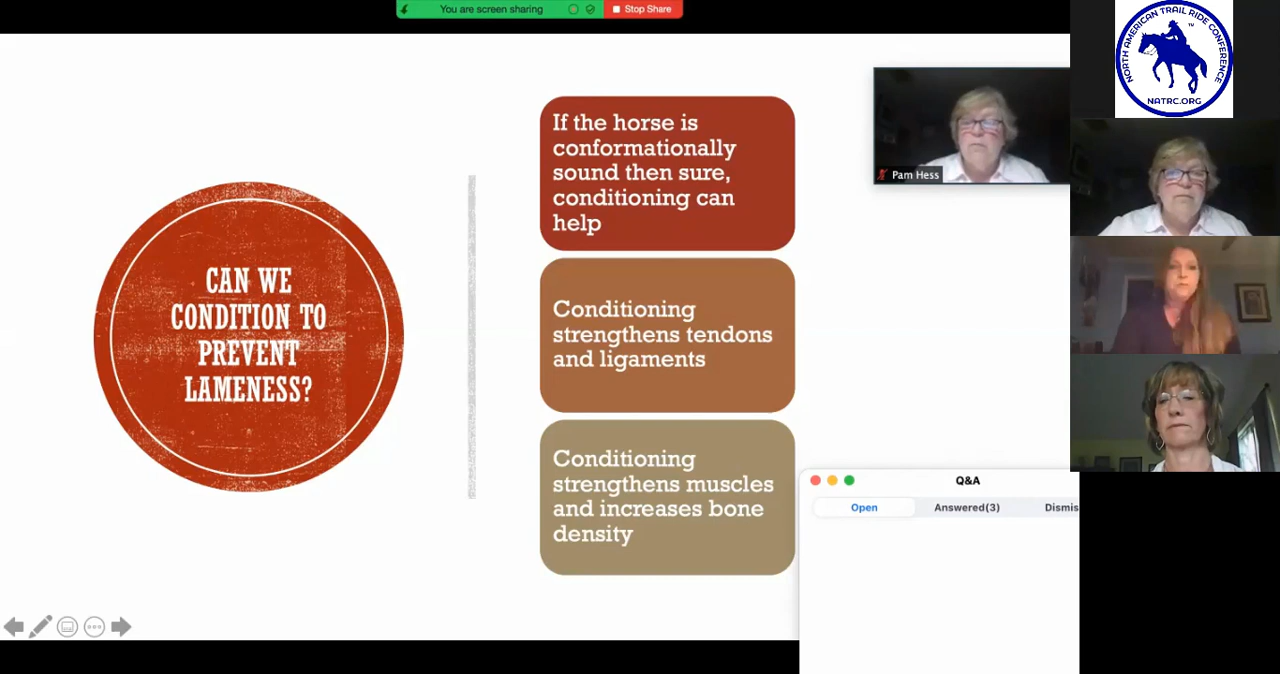 You are screen sharing
Stop Share
NORTH AMERICAN TRAIL RIDE CONFERENCE
TM
NATRC.ORG
Pam Hess
CAN WE
CONDITION TO
PREVENT
LAMENESS?
If the horse is
conformationally
sound then sure,
conditioning can
help
Conditioning
strengthens tendons
and ligaments
Conditioning
strengthens muscles
and increases bone
density
Q&A
Open
Answered(3)
Dismis